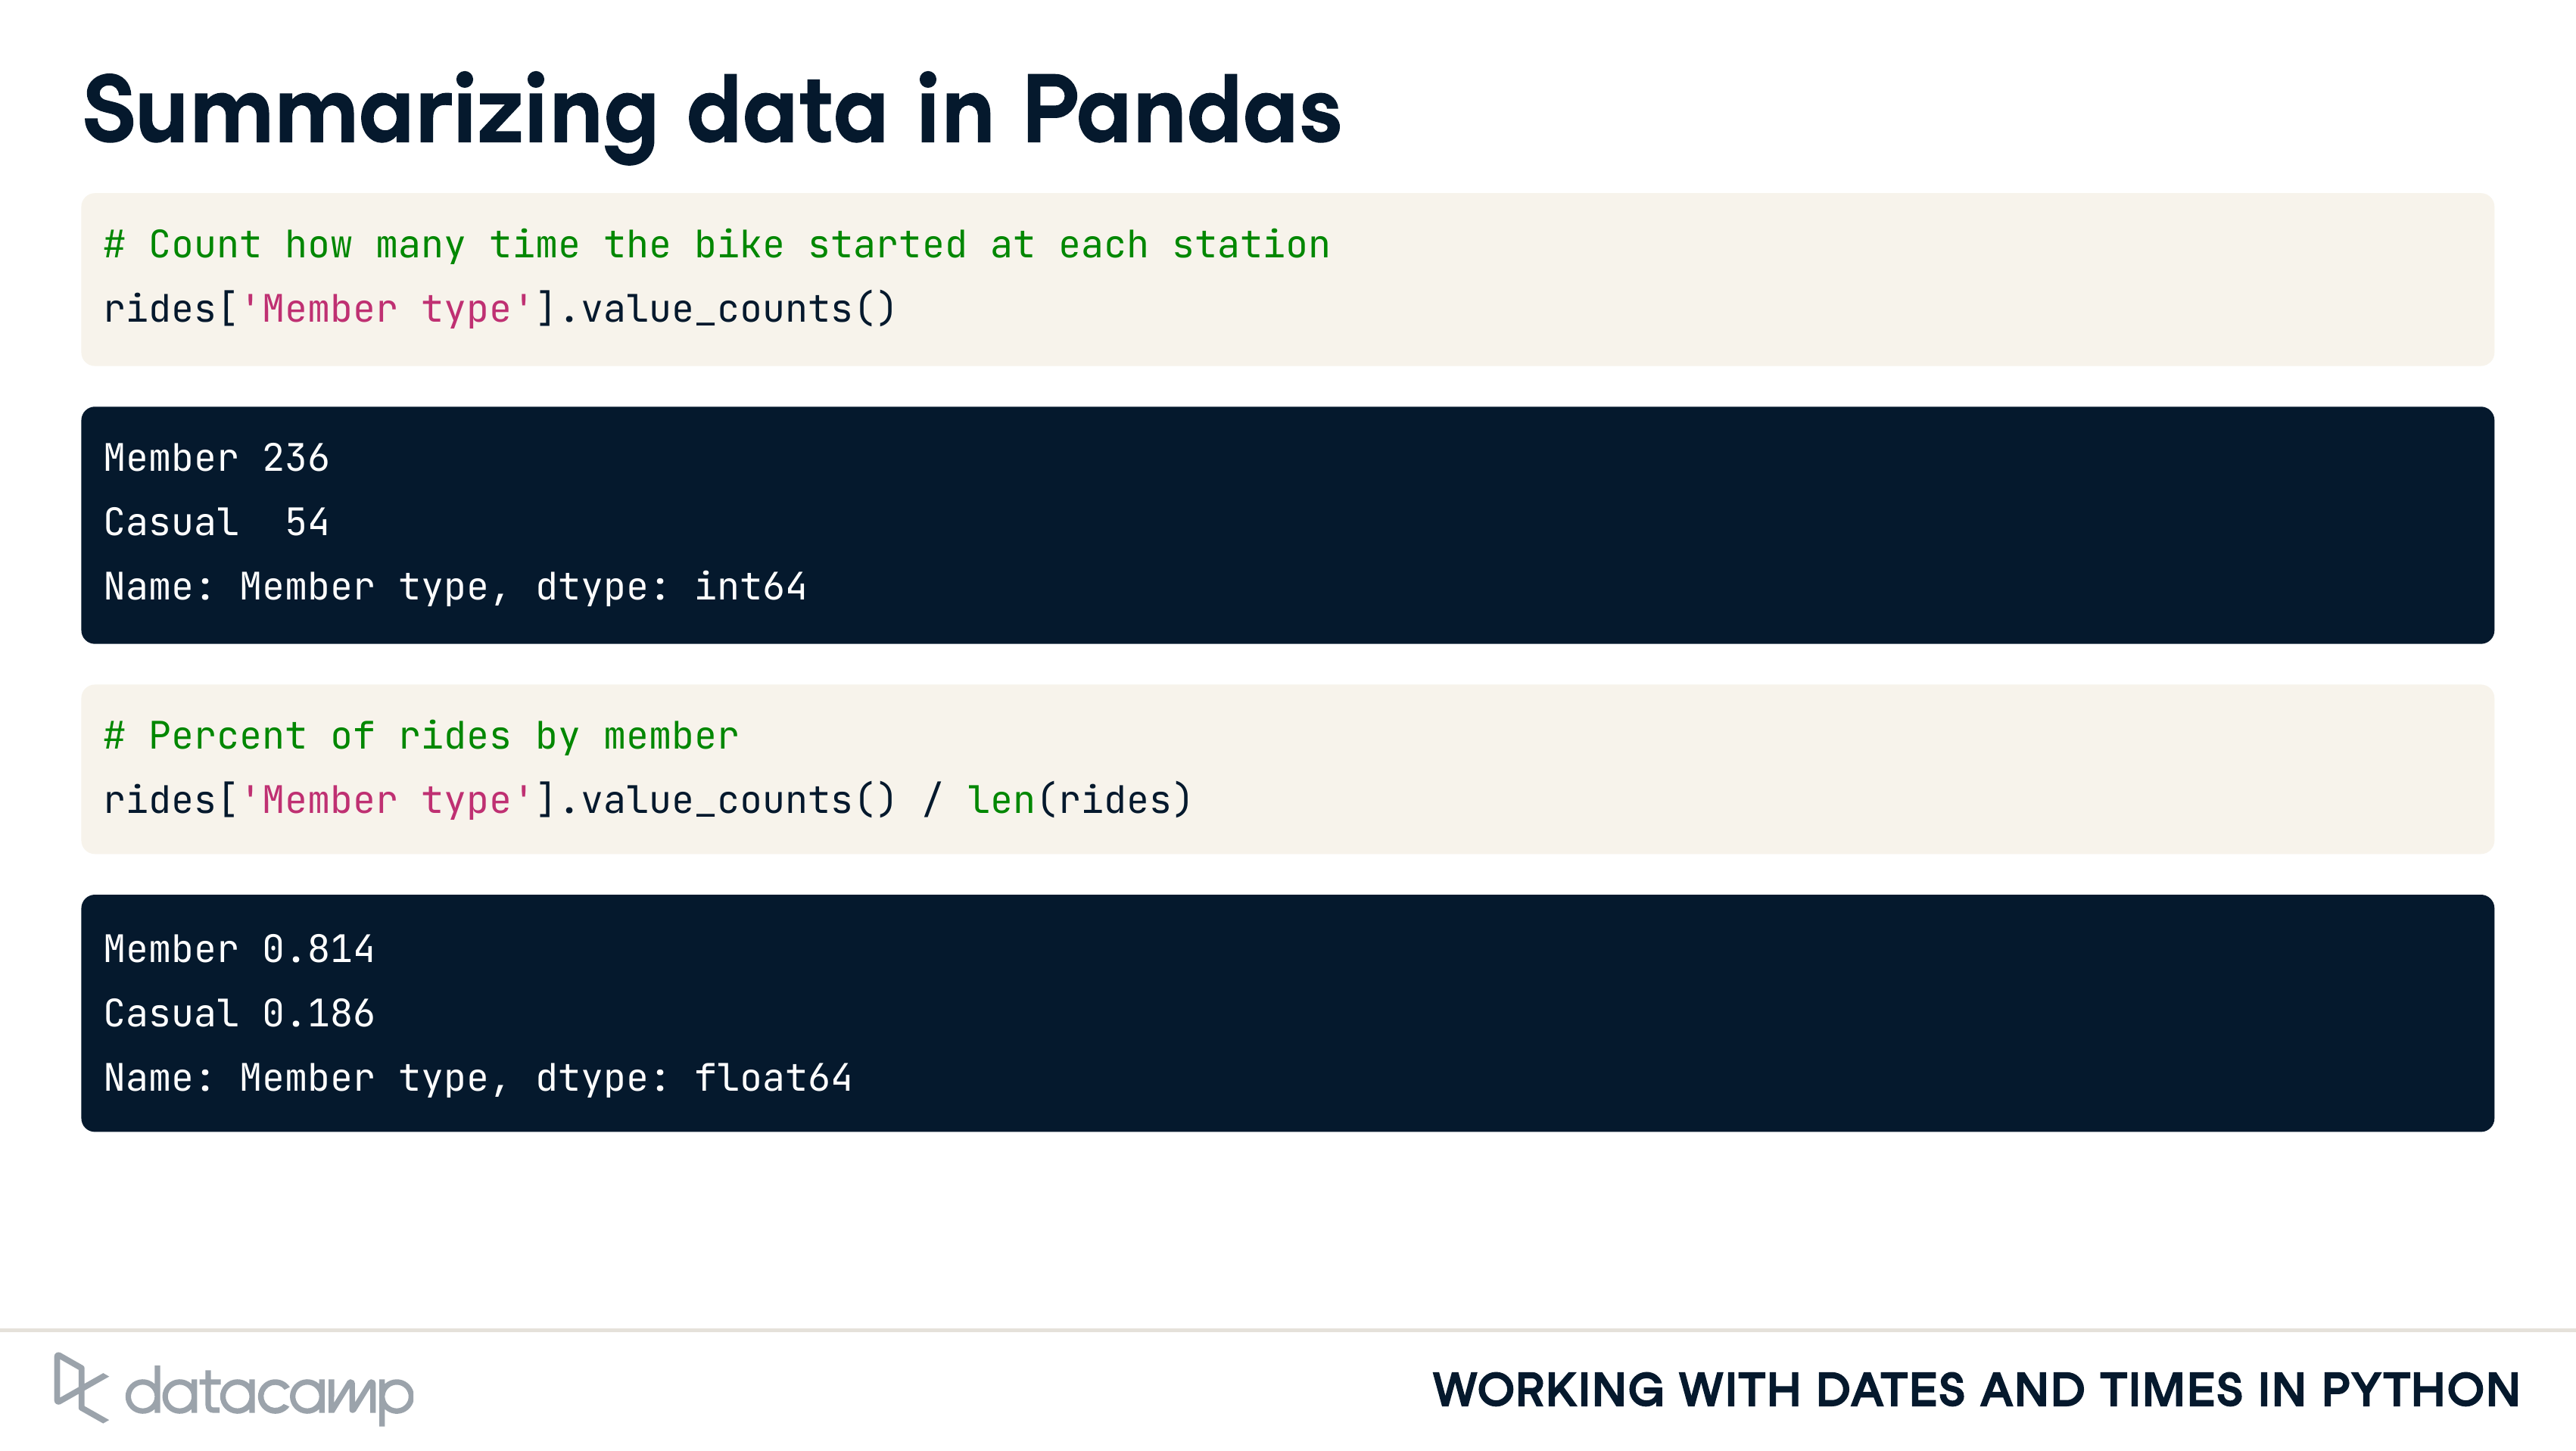 Summarizing data in Pandas
# Count how many time the bike started at each station
rides['Member type'].value_counts()
Member 236
Casual  54
Name: Member type, dtype: int64
# Percent of rides by member
rides['Member type'].value_counts() / len(rides)
Member 0.814
Casual 0.186
Name: Member type, dtype: float64
datacamp
WORKING WITH DATES AND TIMES IN PYTHON